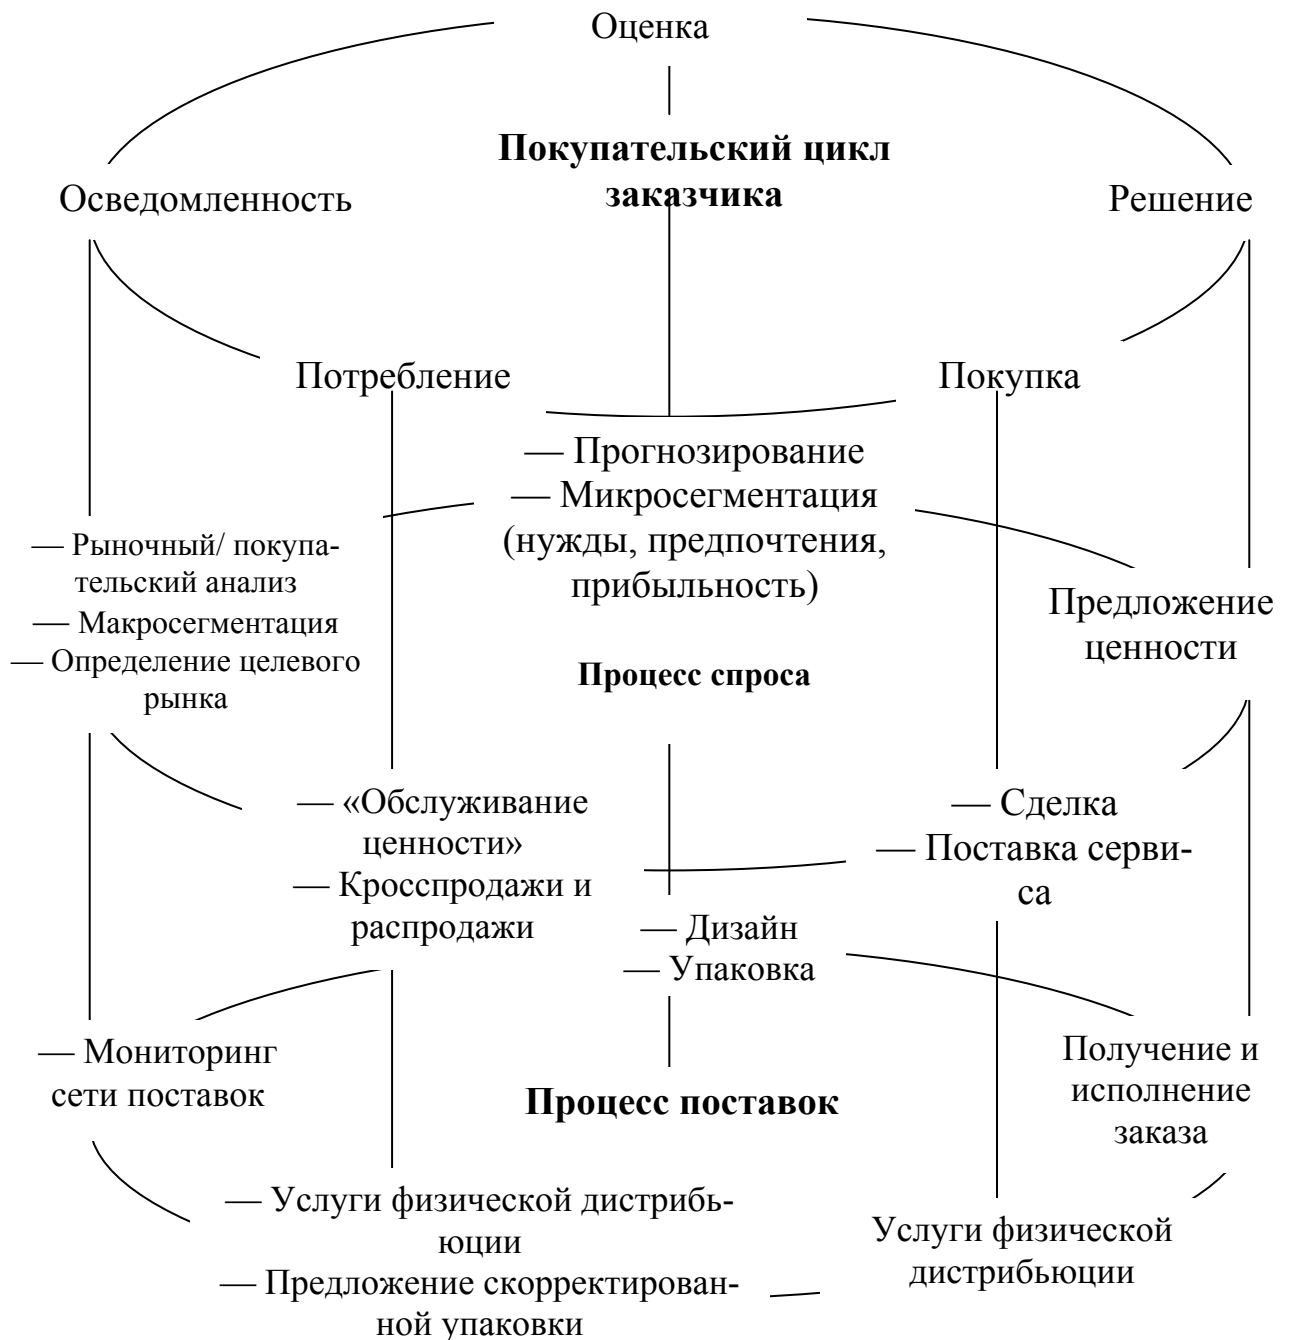 Оценка
Покупательский цикл
заказчика
Осведомленность
Решение
Потребление
Покупка
— Прогнозирование
— Микросегментация
(нужды, предпочтения,
прибыльность)
— Рыночный/ покупа-
тельский анализ
— Макросегментация
— Определение целевого
рынка
Предложение
ценности
Процесс спроса
— «Обслуживание
ценности»
— Кросспродажи и
распродажи
— Сделка
— Поставка серви-
са
— Дизайн
— Упаковка
— Мониторинг
сети поставок
Процесс поставок
Получение и
исполнение
заказа
— Услуги физической дистрибь-
юции
— Предложение скорректирован-
ной упаковки
Услуги физической
дистрибьюции